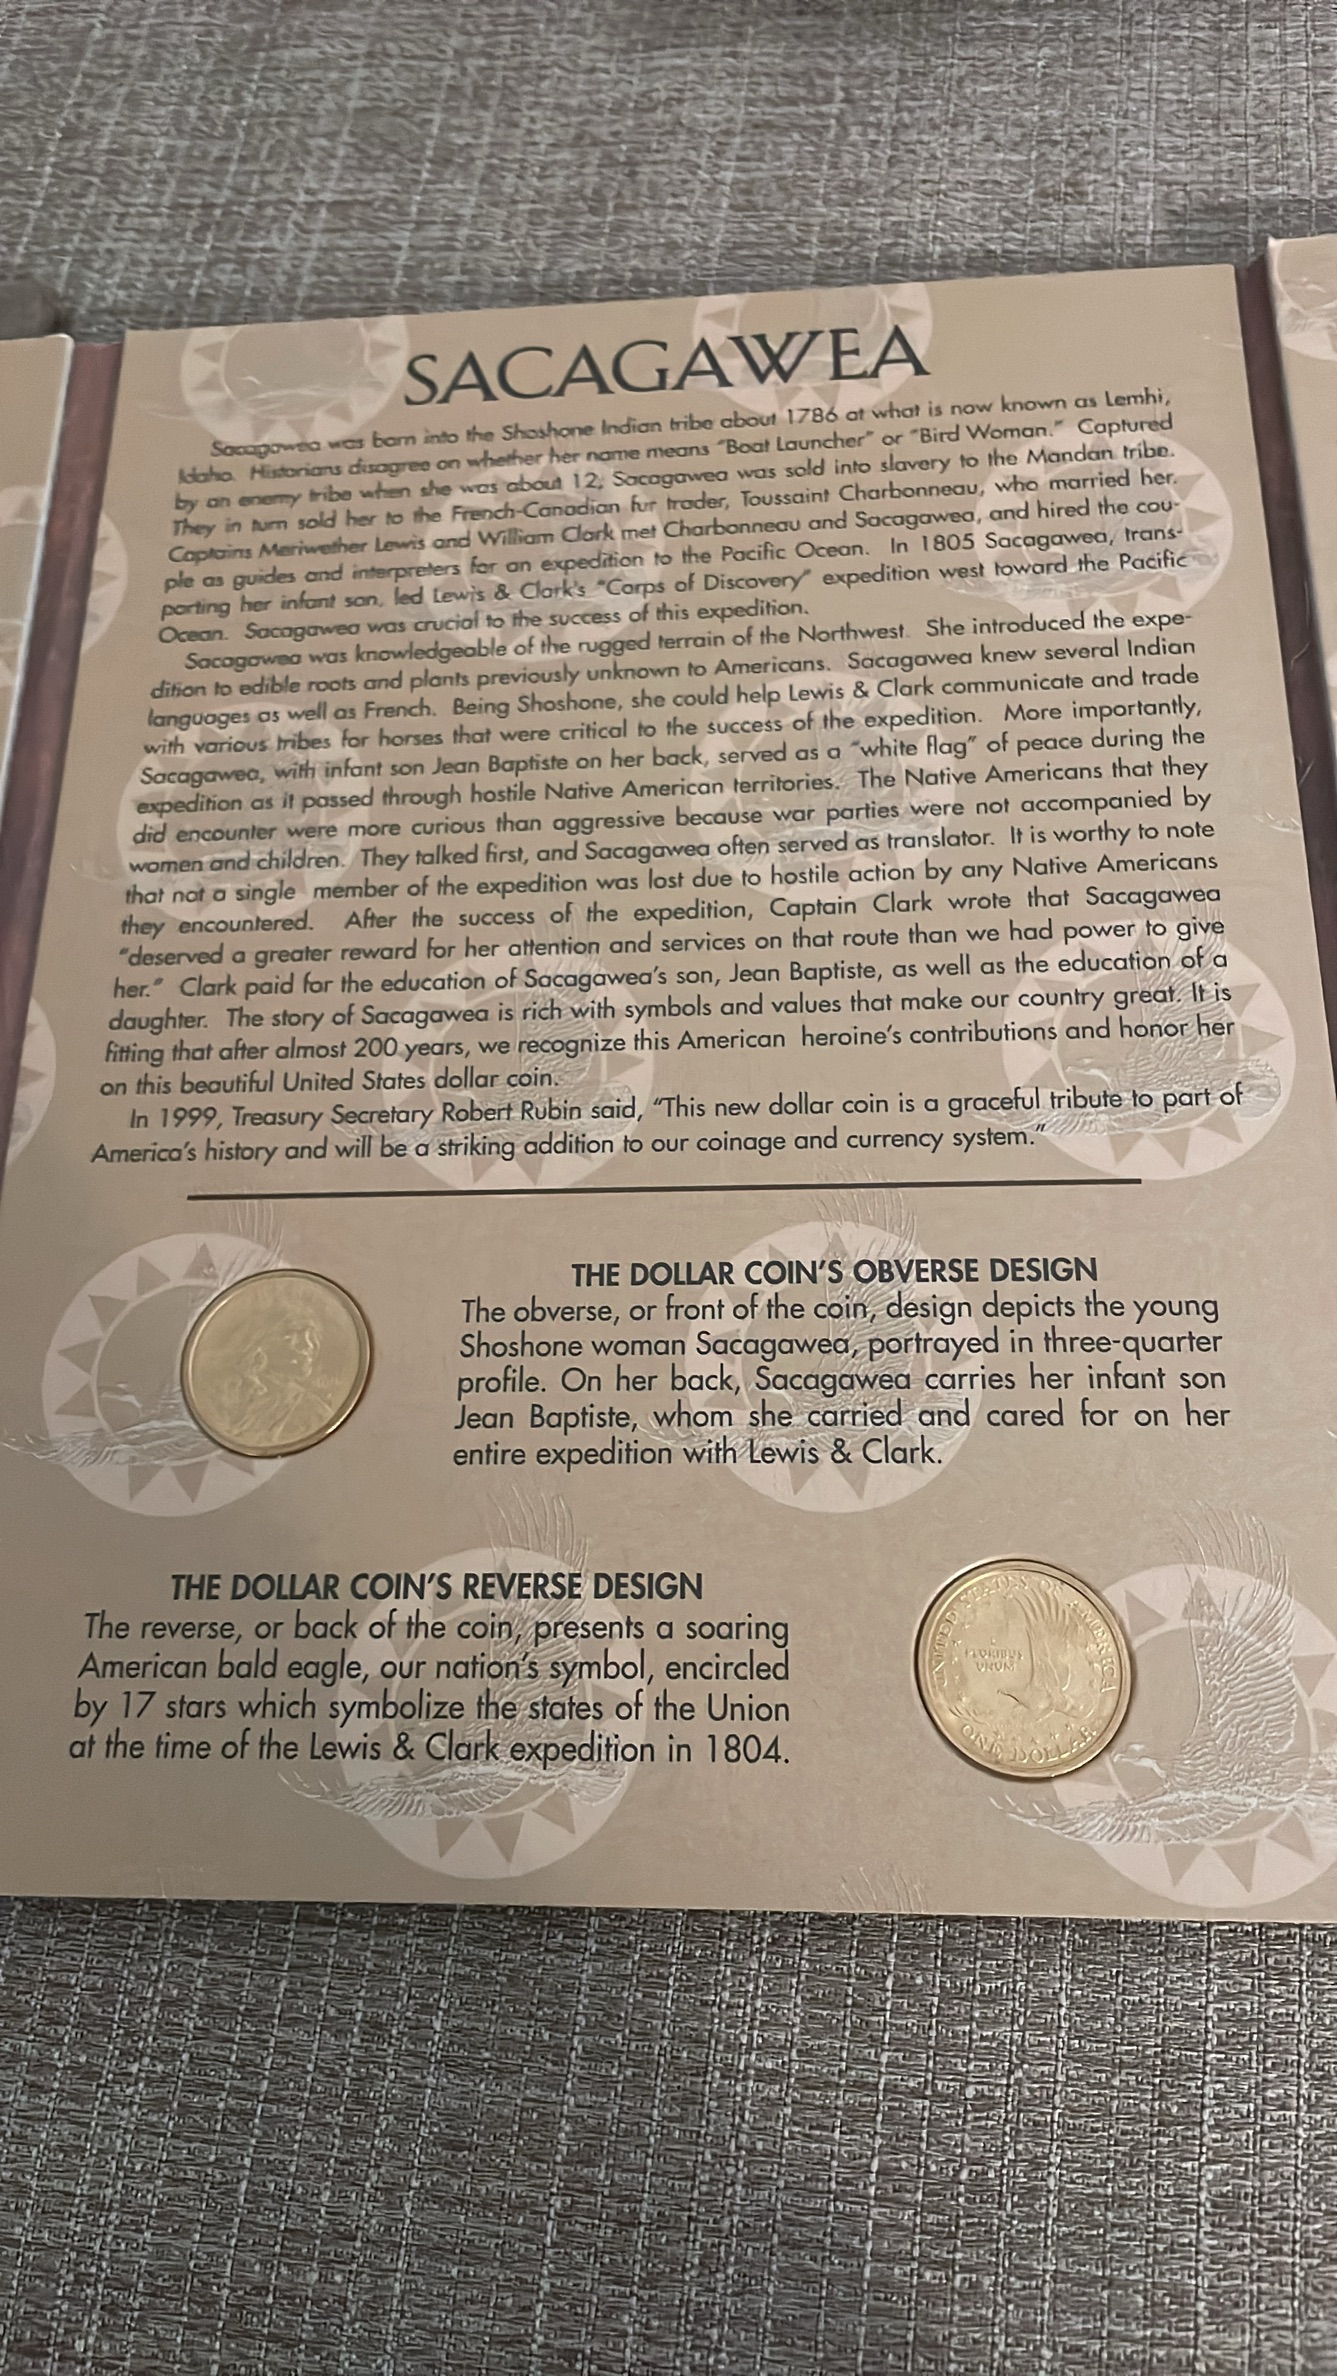 SACAGAWEA
Sacagawea was born into the Shoshone Indian tribe about 1786 at what is now known as Lemhi,
Idaho. Historians disagree on whether her name means "Boat Launcher" or "Bird Woman." Captured
by an enemy tribe when she was about 12, Sacagawea was sold into slavery to the Mandan tribe.
They in turn sold her to the French-Canadian fur trader, Toussaint Charbonneau, who married her.
Captains Meriwether Lewis and William Clark met Charbonneau and Sacagawea, and hired the cou-
ple as guides and interpreters for an expedition to the Pacific Ocean. In 1805 Sacagawea, trans-
porting her infant son, led Lewis & Clark's "Corps of Discovery" expedition west toward the Pacific
Ocean. Sacagawea was crucial to the success of this expedition.
Sacagawea was knowledgeable of the rugged terrain of the Northwest. She introduced the expe-
dition to edible roots and plants previously unknown to Americans. Sacagawea knew several Indian
languages as well as French. Being Shoshone, she could help Lewis & Clark communicate and trade
with various tribes for horses that were critical to the success of the expedition. More importantly,
Sacagawea, with infant son Jean Baptiste on her back, served as a "white flag" of peace during the
expedition as it passed through hostile Native American territories. The Native Americans that they
did encounter were more curious than aggressive because war parties were not accompanied by
women and children. They talked first, and Sacagawea often served as translator. It is worthy to note
that not a single member of the expedition was lost due to hostile action by any Native Americans
they encountered. After the success of the expedition, Captain Clark wrote that Sacagawea
"deserved a greater reward for her attention and services on that route than we had power to give
her." Clark paid for the education of Sacagawea's son, Jean Baptiste, as well as the education of a
daughter. The story of Sacagawea is rich with symbols and values that make our country great. It is
fitting that after almost 200 years, we recognize this American heroine's contributions and honor her
on this beautiful United States dollar coin.
In 1999, Treasury Secretary Robert Rubin said, "This new dollar coin is a graceful tribute to part of
America's history and will be a striking addition to our coinage and currency system."
THE DOLLAR COIN'S OBVERSE DESIGN
The obverse, or front of the coin, design depicts the young
Shoshone woman Sacagawea, portrayed in three-quarter
profile. On her back, Sacagawea carries her infant son
Jean Baptiste, whom she carried and cared for on her
entire expedition with Lewis & Clark.
THE DOLLAR COIN'S REVERSE DESIGN
The reverse, or back of the coin, presents a soaring
American bald eagle, our nation's symbol, encircled
by 17 stars which symbolize the states of the Union
at the time of the Lewis & Clark expedition in 1804.
UNITED STATES OF AMERICA
E
PLURIBUS
UNUM
ONE DOLLAR